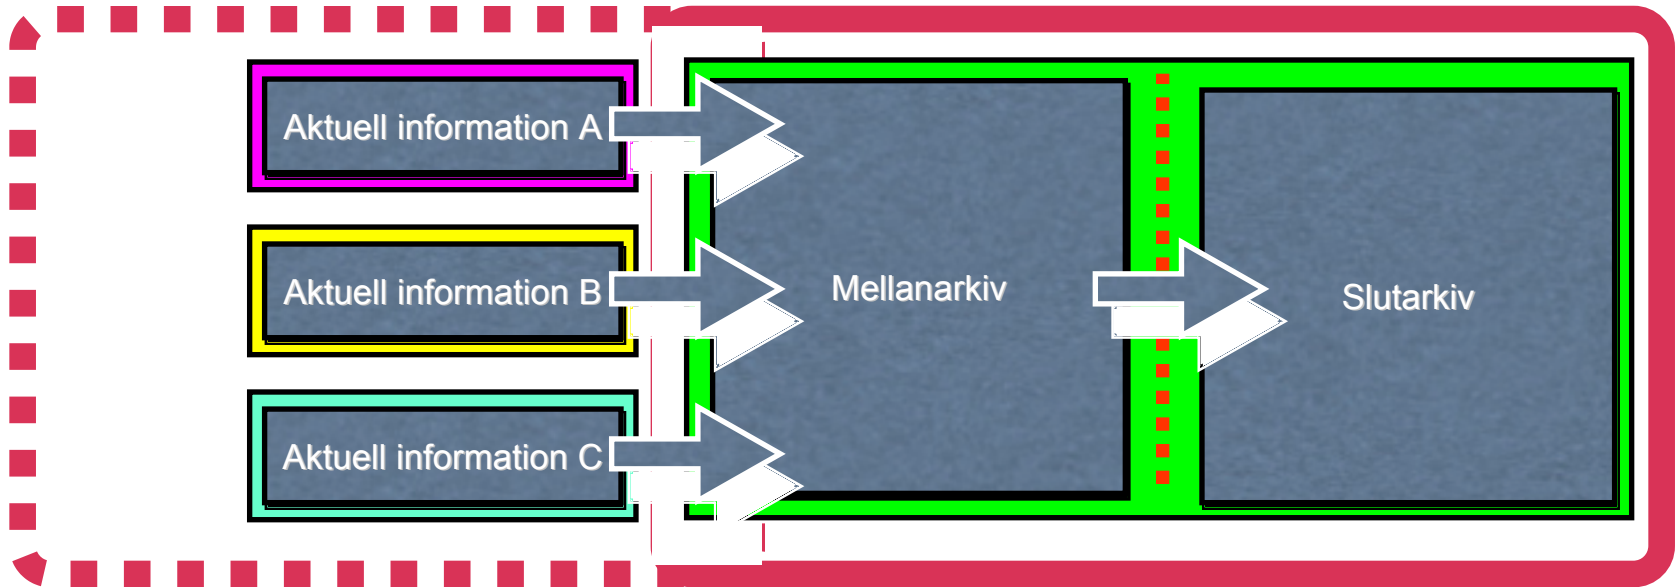 Aktuell information A
Aktuell information B
Aktuell information C
Mellanarkiv
Slutarkiv